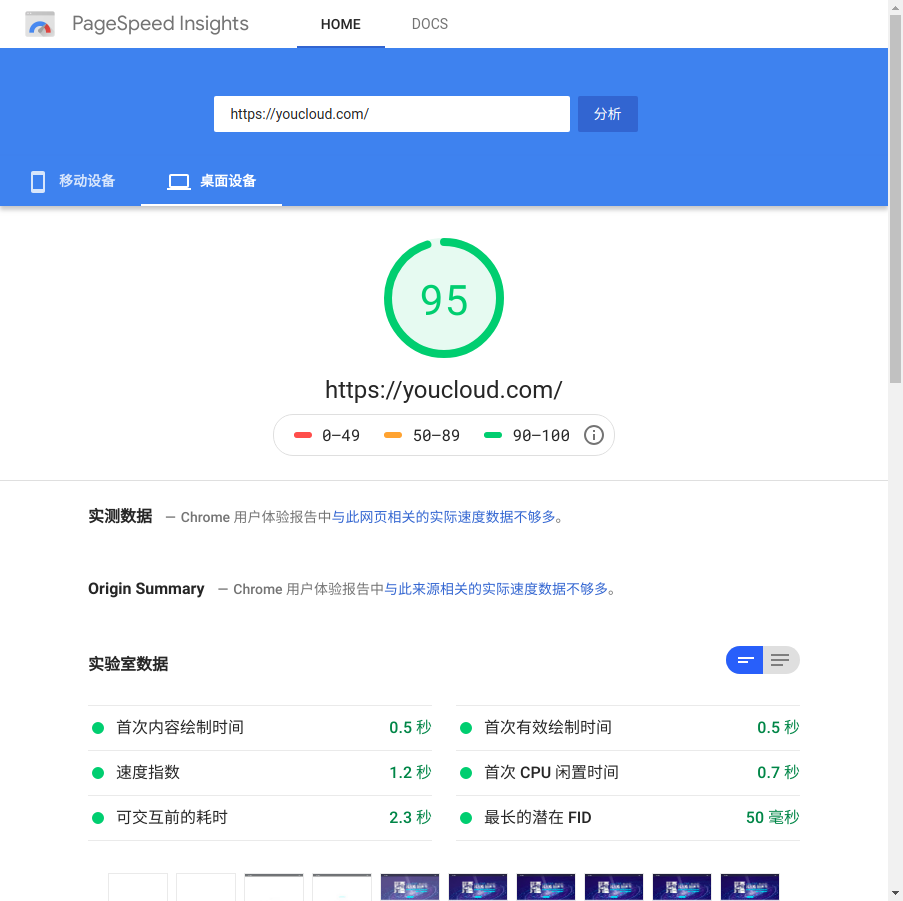 PageSpeed Insights HOME DOCS
https://youcloud.com/ 分析
移动设备 桌面设备
95
https://youcloud.com/
0–49 50–89 90–100
实测数据 — Chrome 用户体验报告中与此网页相关的实际速度数据不够多。
Origin Summary — Chrome 用户体验报告中与此来源相关的实际速度数据不够多。
实验室数据
首次内容绘制时间 0.5 秒 首次有效绘制时间 0.5 秒
速度指数 1.2 秒 首次 CPU 闲置时间 0.7 秒
可交互前的耗时 2.3 秒 最长的潜在 FID 50 毫秒